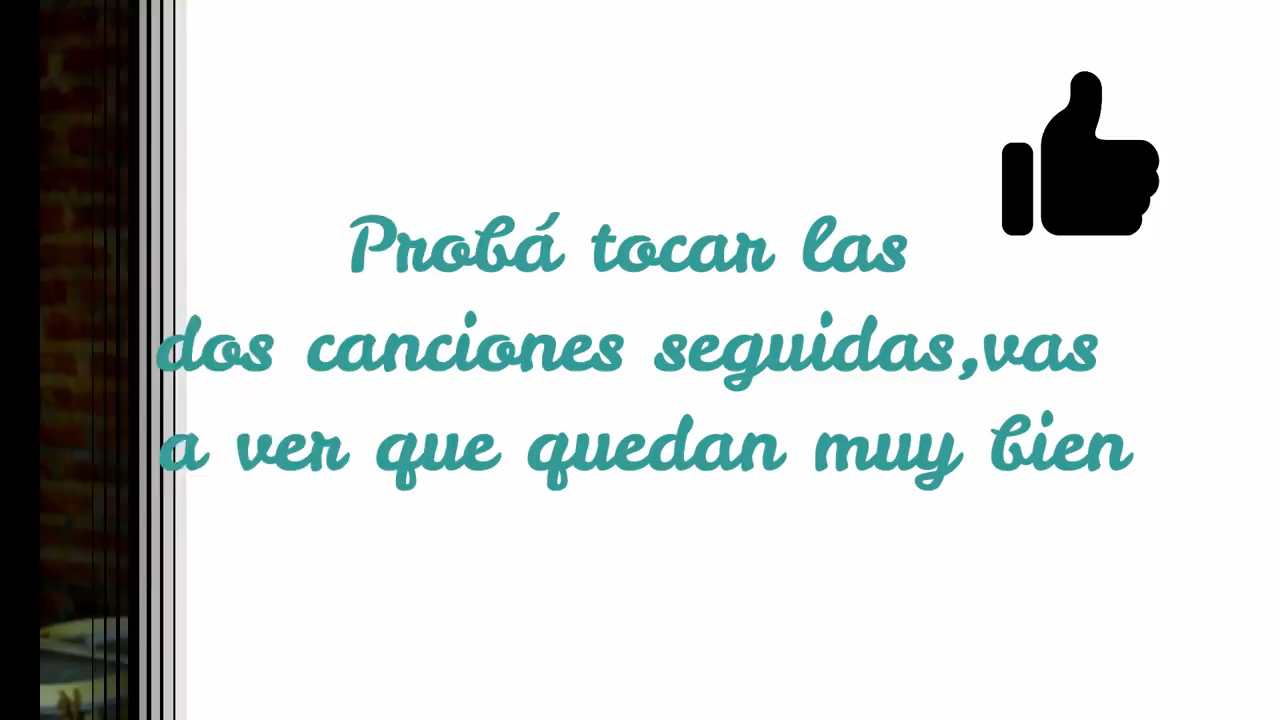 Probá tocar las
dos canciones seguidas,vas
a ver que quedan muy bien